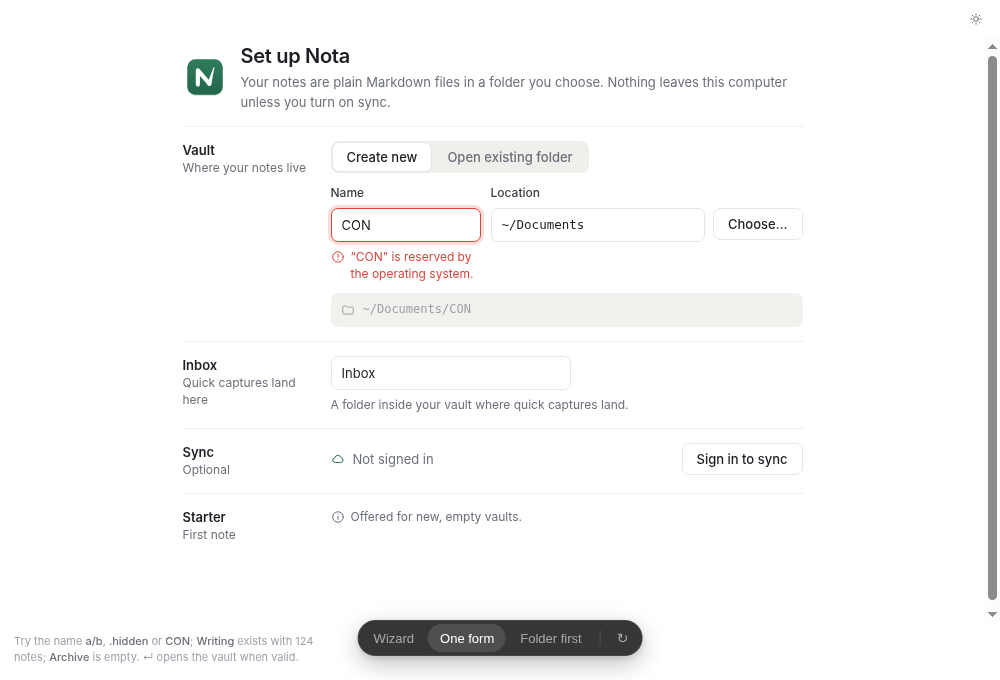 Set up Nota
Your notes are plain Markdown files in a folder you choose. Nothing leaves this computer
unless you turn on sync.
Vault
Where your notes live
Create new
Open existing folder
Name
Location
CON
~/Documents
Choose...
“CON” is reserved by
the operating system.
~/Documents/CON
Inbox
Quick captures land
here
Inbox
A folder inside your vault where quick captures land.
Sync
Optional
Not signed in
Sign in to sync
Starter
First note
Offered for new, empty vaults.
Try the name a/b, .hidden or CON; Writing exists with 124
notes; Archive is empty. ↵ opens the vault when valid.
Wizard
One form
Folder first
↻